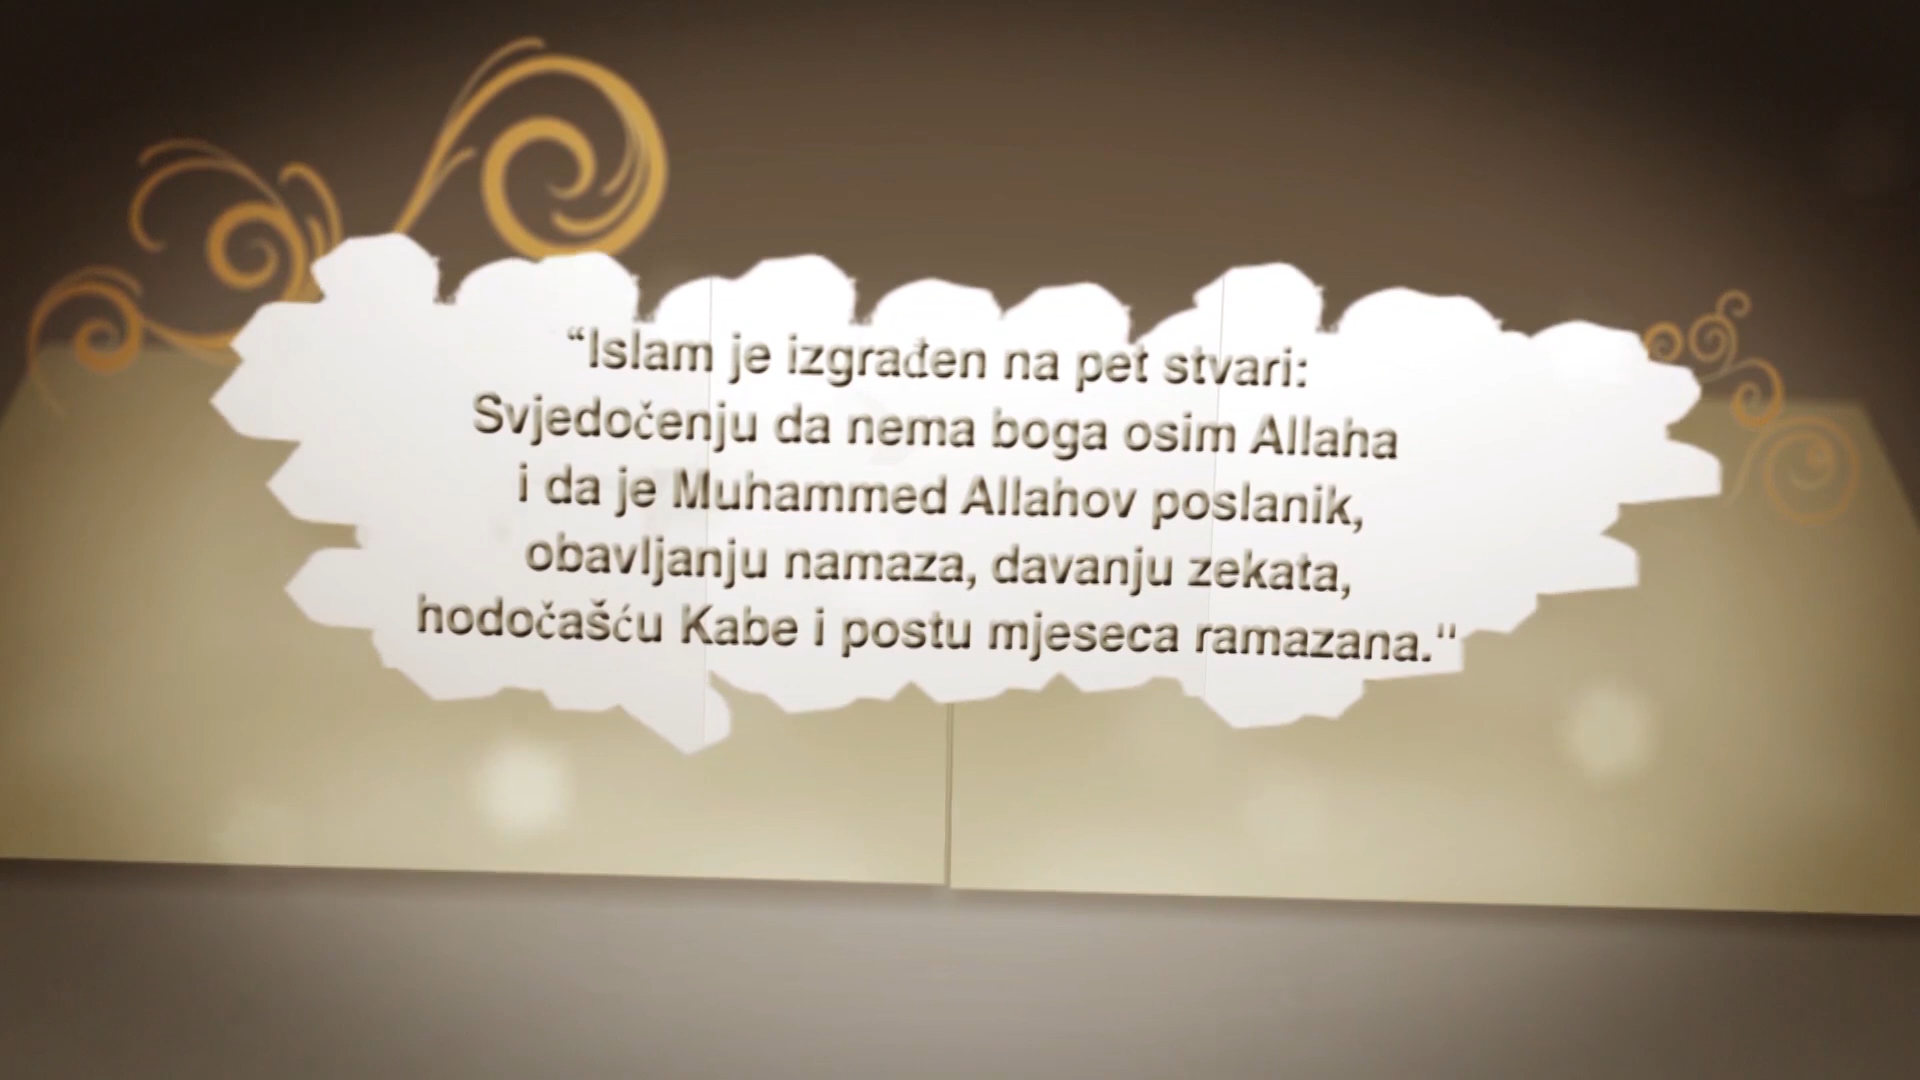 “Islam je izgrađen na pet stvari:
Svjedočenju da nema boga osim Allaha
i da je Muhammed Allahov poslanik,
obavljanju namaza, davanju zekata,
hodočašću Kabe i postu mjeseca ramazana."